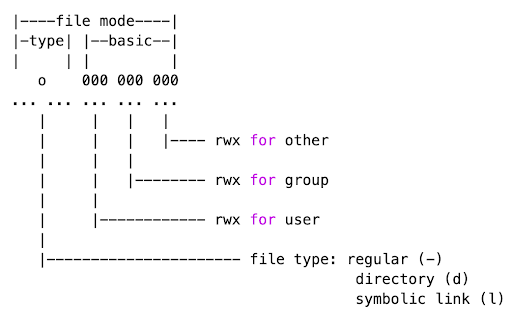 |----file mode----|
|-type| |--basic--|
|     | |         |
   o    000 000 000
... ... ... ... ...
   |     |   |   |
   |     |   |   |---- rwx for other
   |     |   |
   |     |   |-------- rwx for group
   |     |
   |     |------------ rwx for user
   |
   |---------------------- file type: regular (-)
                                       directory (d)
                                       symbolic link (l)